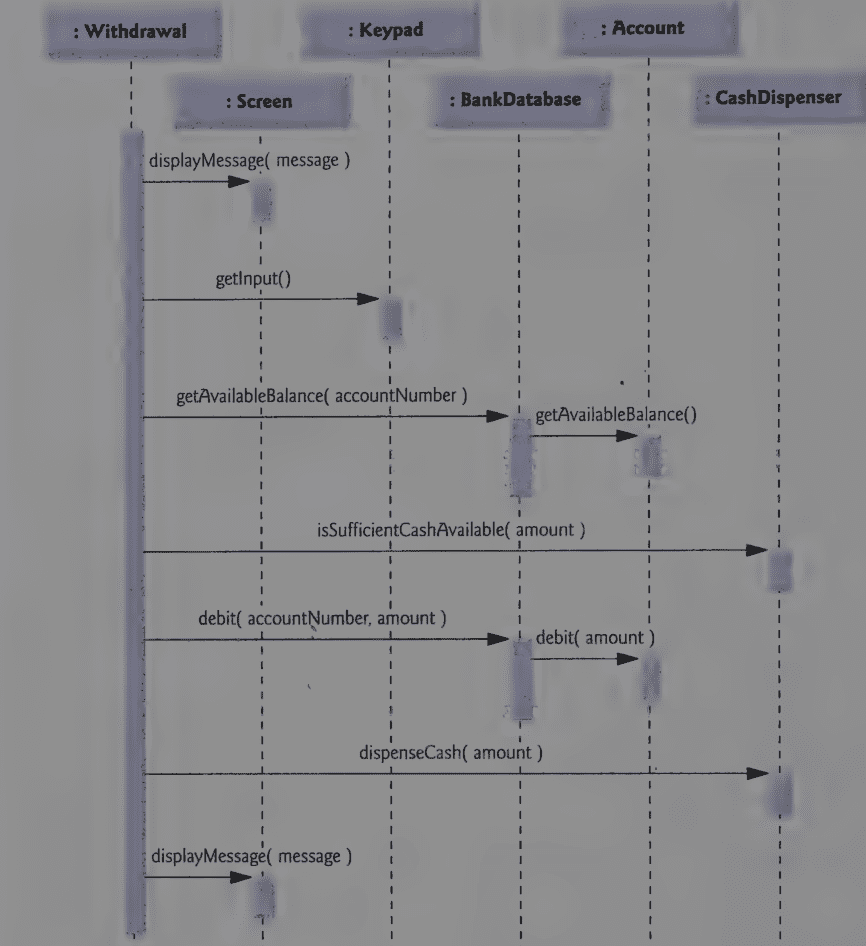 : Withdrawal
: Keypad
: Account
: Screen
: BankDatabase
: CashDispenser
displayMessage( message )
getInput()
getAvailableBalance( accountNumber )
getAvailableBalance()
isSufficientCashAvailable( amount )
debit( accountNumber, amount )
debit( amount )
dispenseCash( amount )
displayMessage( message )